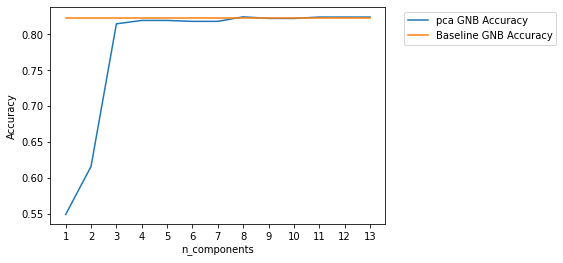 pca GNB Accuracy
Baseline GNB Accuracy
0.80
0.75
0.70
0.65
0.60
0.55
Accuracy
1 2 3 4 5 6 7 8 9 10 11 12 13
n_components